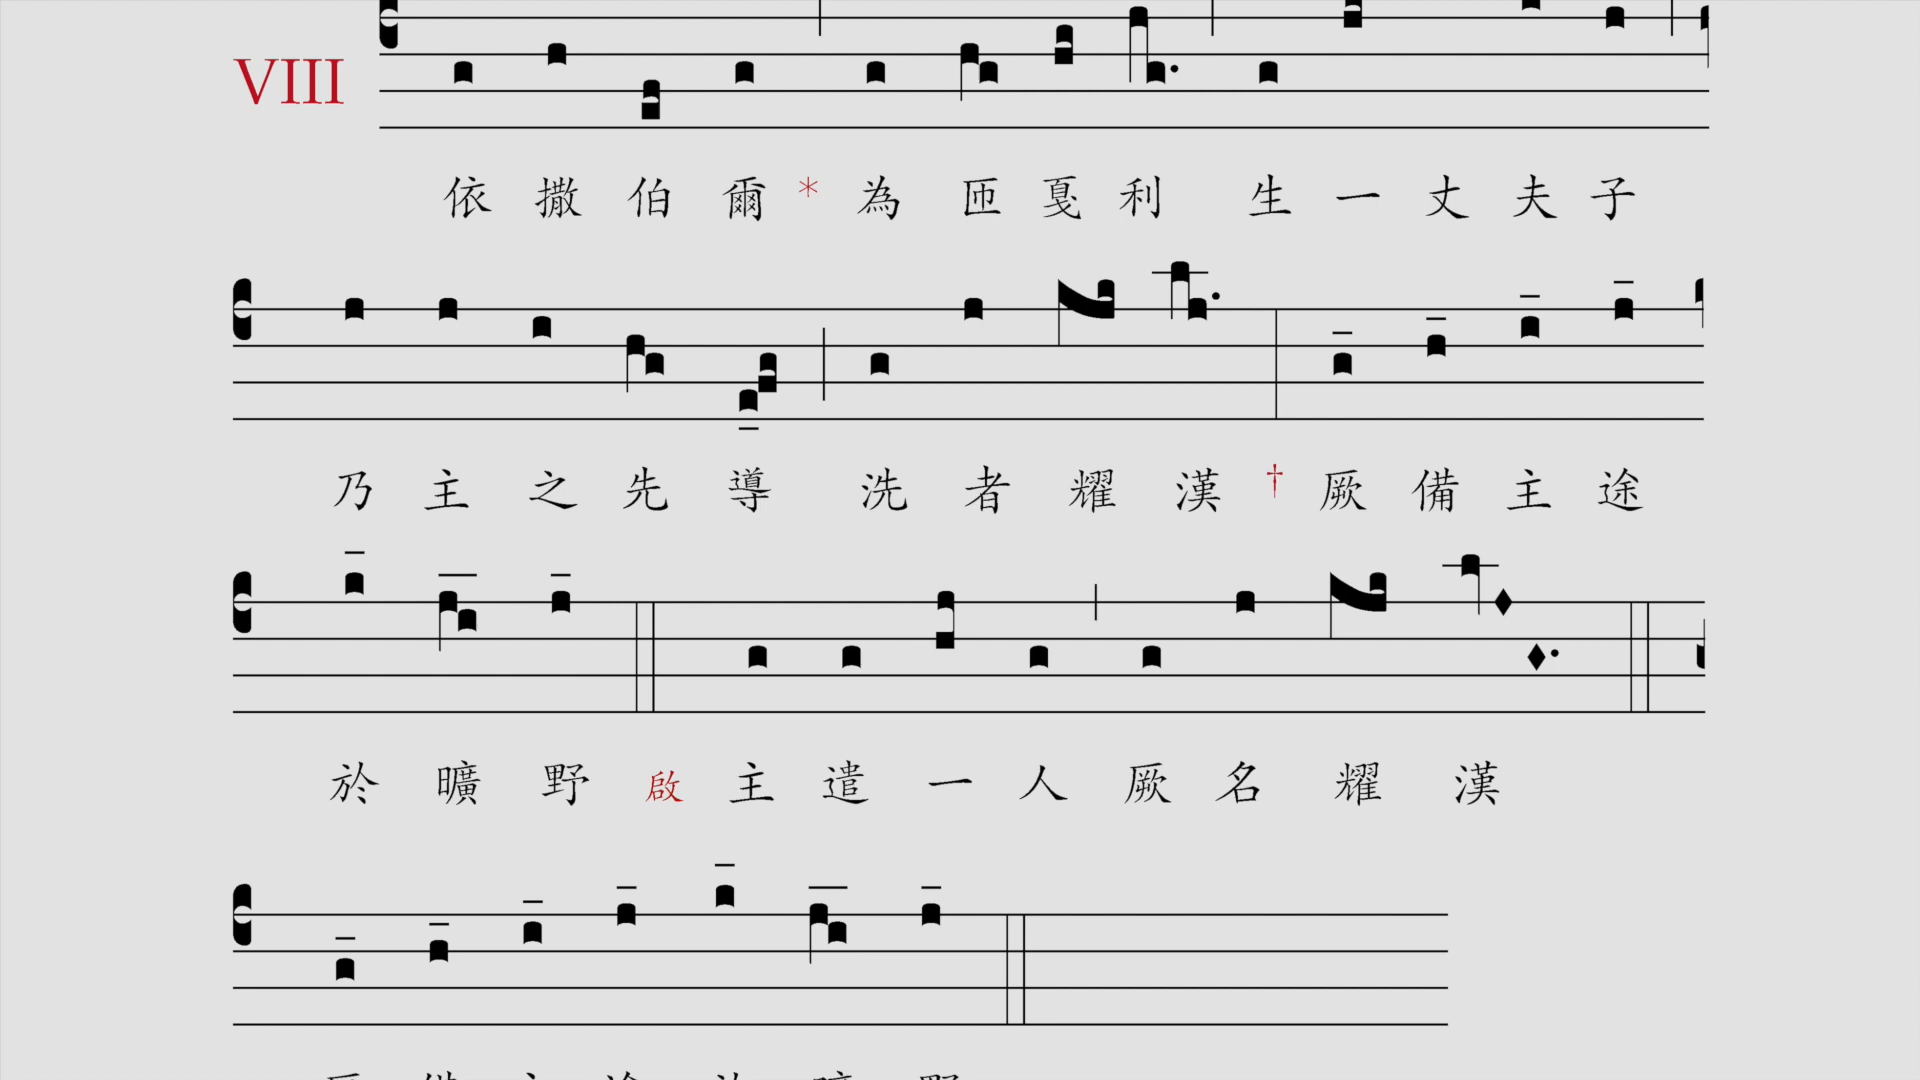 VIII
依撒伯爾*為匝戛利生一丈夫子
乃主之先導洗者耀漢†厥備主途
於曠野啟主遣一人厥名耀漢